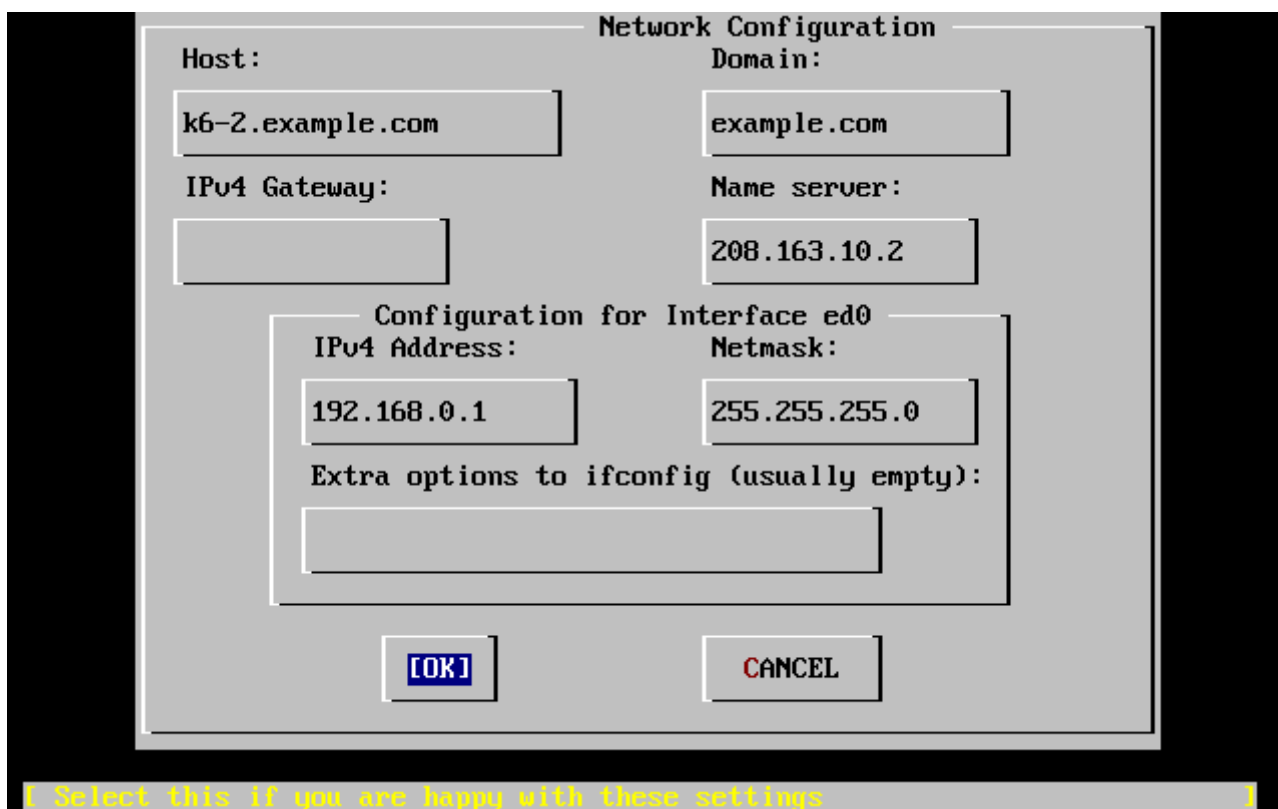 Network Configuration
Host: Domain:
k6-2.example.com example.com
IPv4 Gateway: Name server:
208.163.10.2
Configuration for Interface ed0
IPv4 Address: Netmask:
192.168.0.1 255.255.255.0
Extra options to ifconfig (usually empty):
[OK] CANCEL
[ Select this if you are happy with these settings ]